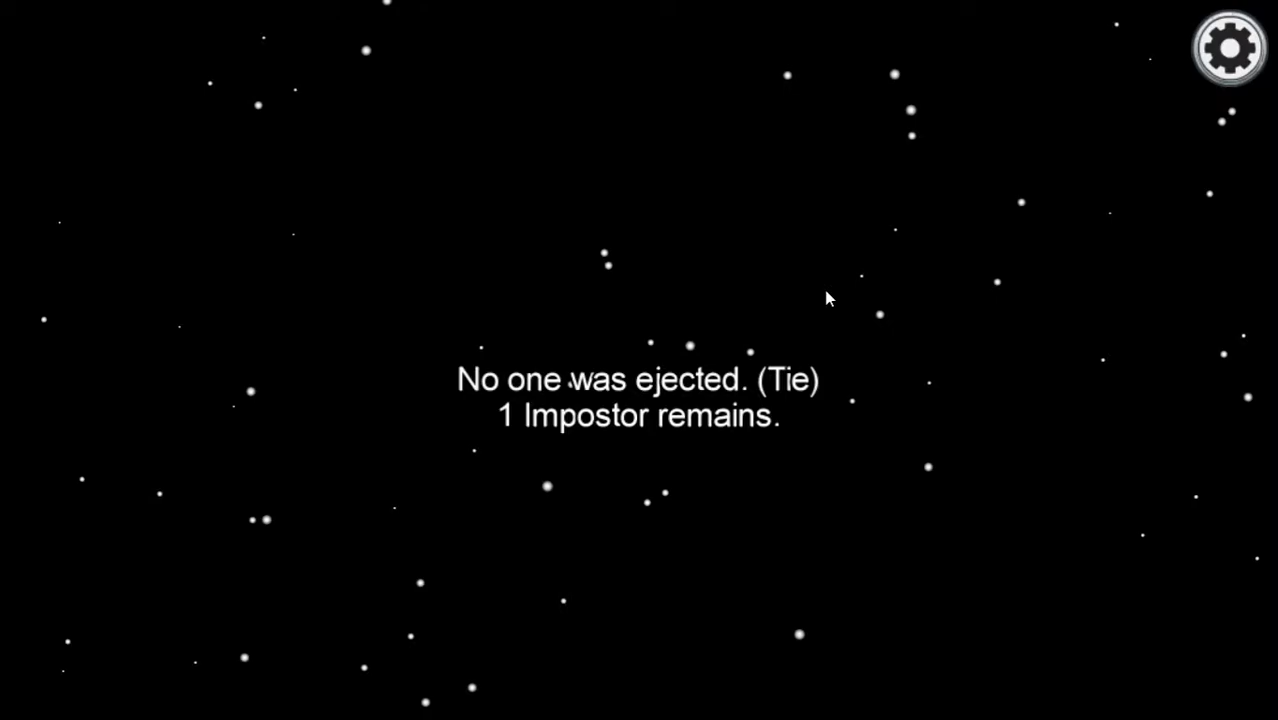 No one was ejected. (Tie)
1 Impostor remains.